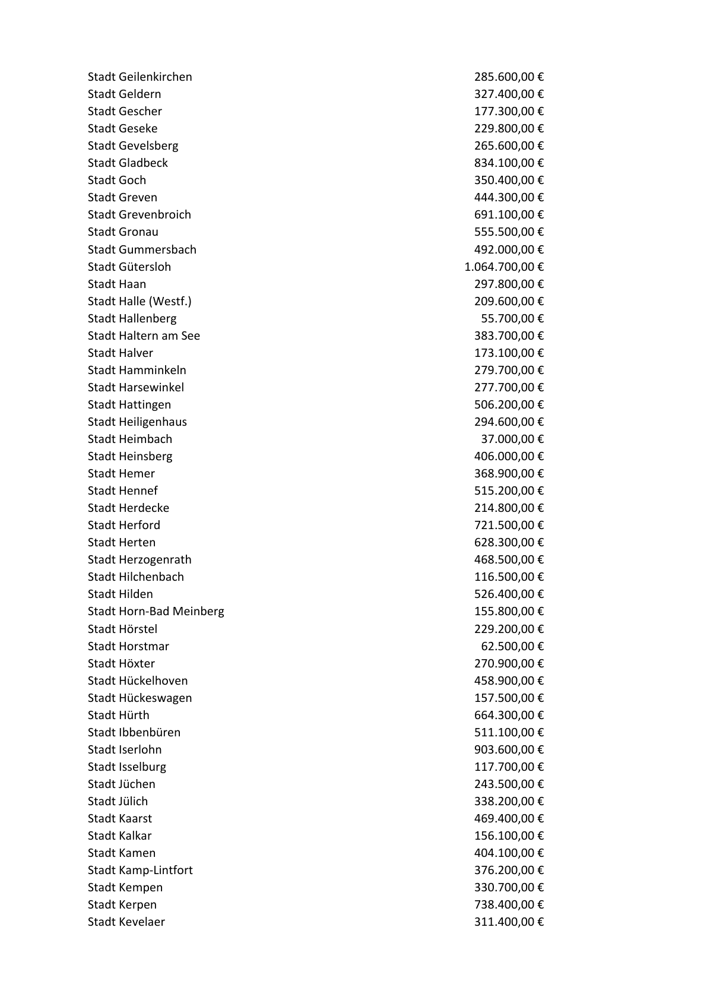 Stadt Geilenkirchen 285.600,00 €
Stadt Geldern 327.400,00 €
Stadt Gescher 177.300,00 €
Stadt Geseke 229.800,00 €
Stadt Gevelsberg 265.600,00 €
Stadt Gladbeck 834.100,00 €
Stadt Goch 350.400,00 €
Stadt Greven 444.300,00 €
Stadt Grevenbroich 691.100,00 €
Stadt Gronau 555.500,00 €
Stadt Gummersbach 492.000,00 €
Stadt Gütersloh 1.064.700,00 €
Stadt Haan 297.800,00 €
Stadt Halle (Westf.) 209.600,00 €
Stadt Hallenberg 55.700,00 €
Stadt Haltern am See 383.700,00 €
Stadt Halver 173.100,00 €
Stadt Hamminkeln 279.700,00 €
Stadt Harsewinkel 277.700,00 €
Stadt Hattingen 506.200,00 €
Stadt Heiligenhaus 294.600,00 €
Stadt Heimbach 37.000,00 €
Stadt Heinsberg 406.000,00 €
Stadt Hemer 368.900,00 €
Stadt Hennef 515.200,00 €
Stadt Herdecke 214.800,00 €
Stadt Herford 721.500,00 €
Stadt Herten 628.300,00 €
Stadt Herzogenrath 468.500,00 €
Stadt Hilchenbach 116.500,00 €
Stadt Hilden 526.400,00 €
Stadt Horn-Bad Meinberg 155.800,00 €
Stadt Hörstel 229.200,00 €
Stadt Horstmar 62.500,00 €
Stadt Höxter 270.900,00 €
Stadt Hückelhoven 458.900,00 €
Stadt Hückeswagen 157.500,00 €
Stadt Hürth 664.300,00 €
Stadt Ibbenbüren 511.100,00 €
Stadt Iserlohn 903.600,00 €
Stadt Isselburg 117.700,00 €
Stadt Jüchen 243.500,00 €
Stadt Jülich 338.200,00 €
Stadt Kaarst 469.400,00 €
Stadt Kalkar 156.100,00 €
Stadt Kamen 404.100,00 €
Stadt Kamp-Lintfort 376.200,00 €
Stadt Kempen 330.700,00 €
Stadt Kerpen 738.400,00 €
Stadt Kevelaer 311.400,00 €